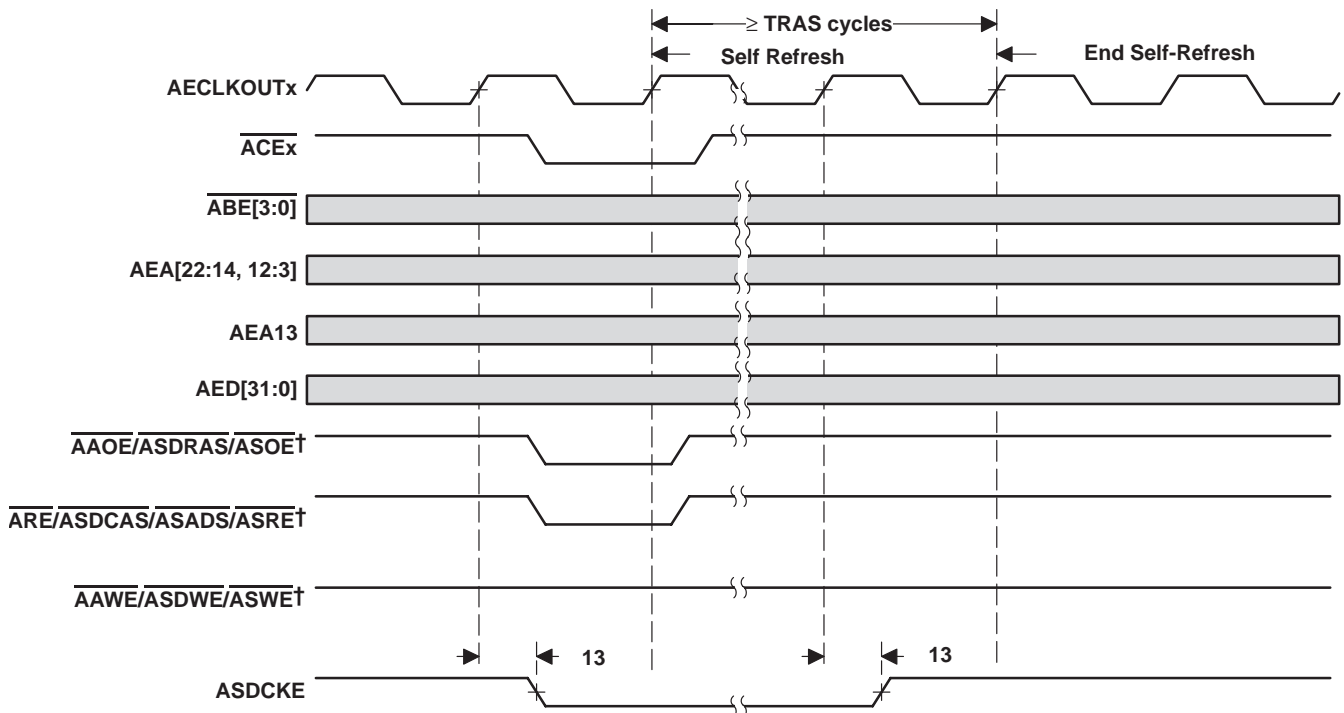 ≥ TRAS cycles
Self Refresh
End Self-Refresh
AECLKOUTx
ACEx
ABE[3:0]
AEA[22:14, 12:3]
AEA13
AED[31:0]
AAOE/ASDRAS/ASOE†
ARE/ASDCAS/ASADS/ASRE†
AAWE/ASDWE/ASWE†
13
13
ASDCKE